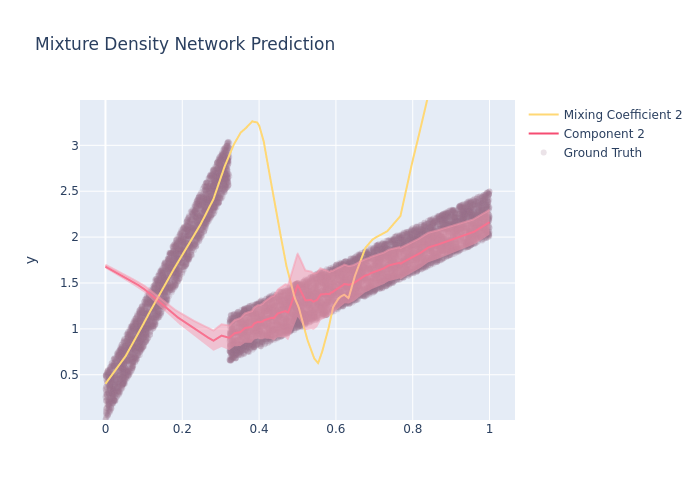 Mixture Density Network Prediction
Mixing Coefficient 2
Component 2
Ground Truth
y
3
2.5
2
1.5
1
0.5
0
0.2
0.4
0.6
0.8
1